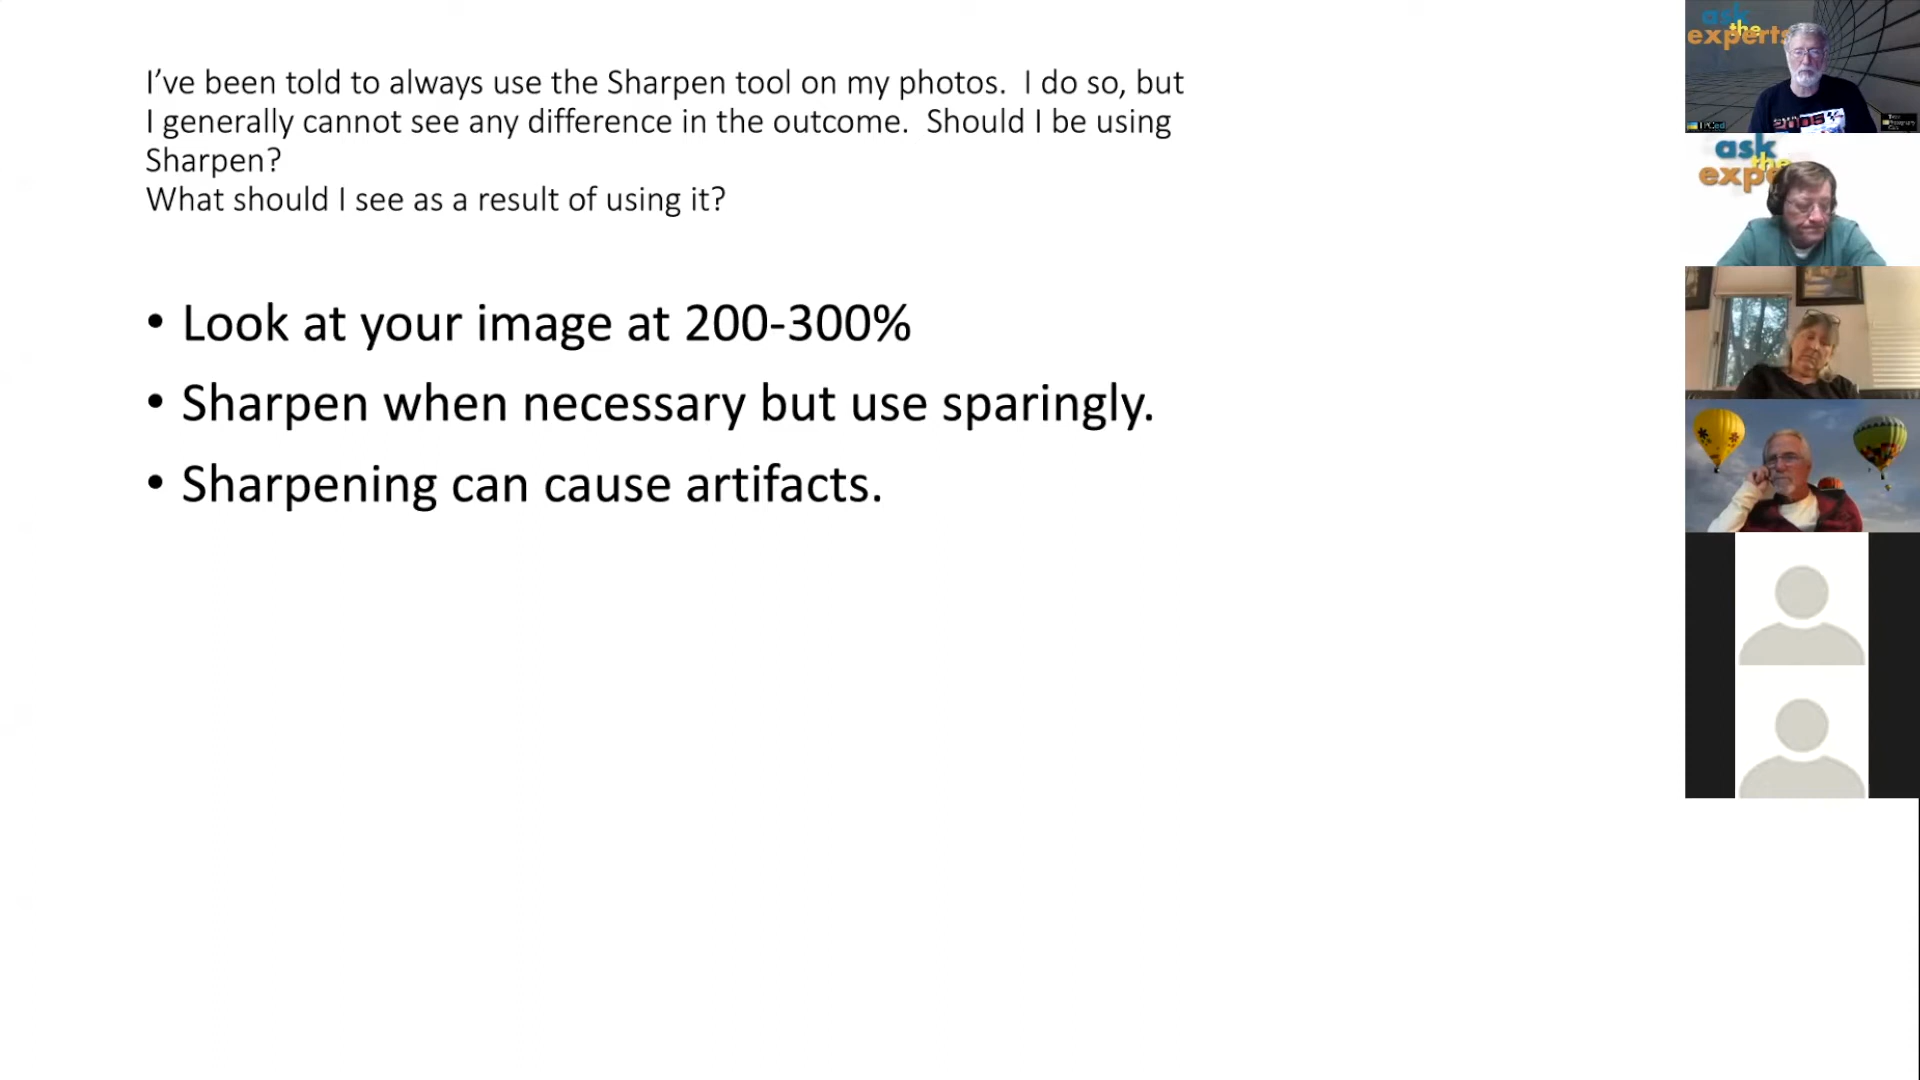 I’ve been told to always use the Sharpen tool on my photos.  I do so, but
I generally cannot see any difference in the outcome.  Should I be using
Sharpen?
What should I see as a result of using it?
• Look at your image at 200-300%
• Sharpen when necessary but use sparingly.
• Sharpening can cause artifacts.
ask
the
experts
ask
the